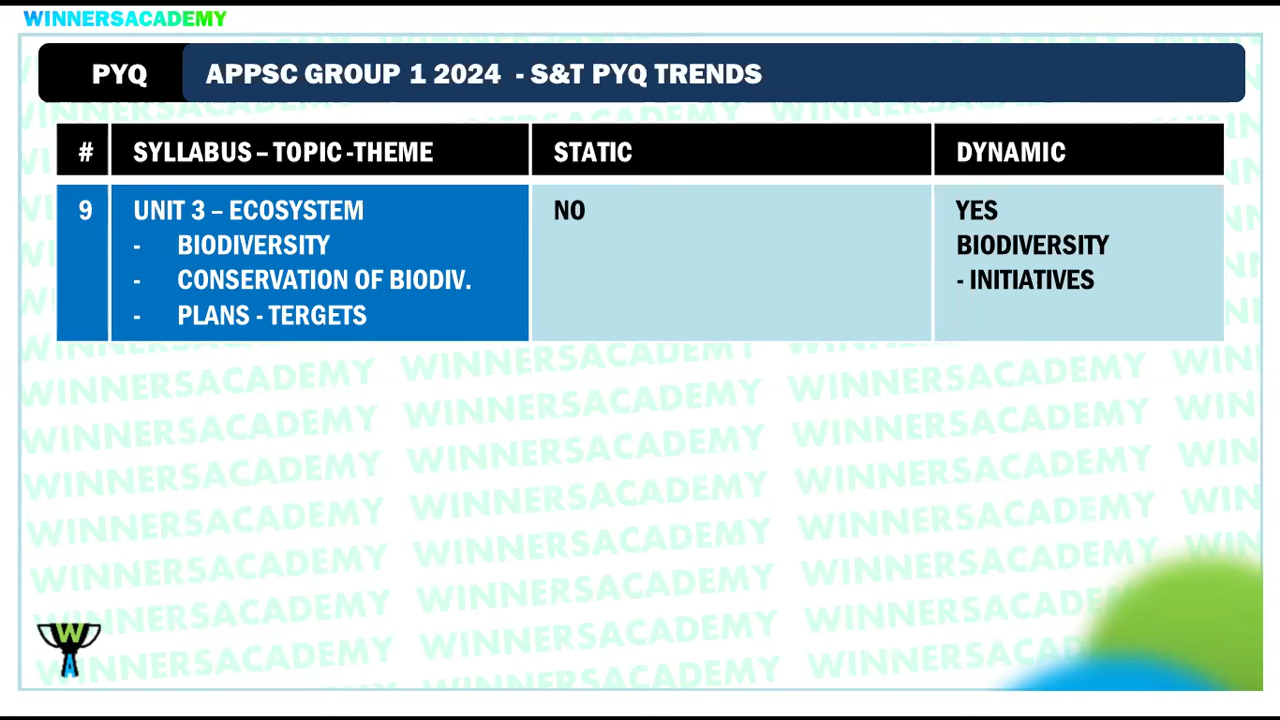 WINNERSACADEMY
PYQ
APPSC GROUP 1 2024 - S&T PYQ TRENDS
# SYLLABUS – TOPIC -THEME STATIC DYNAMIC
9 UNIT 3 – ECOSYSTEM NO YES
- BIODIVERSITY BIODIVERSITY
- CONSERVATION OF BIODIV. - INITIATIVES
- PLANS - TERGETS
W
A